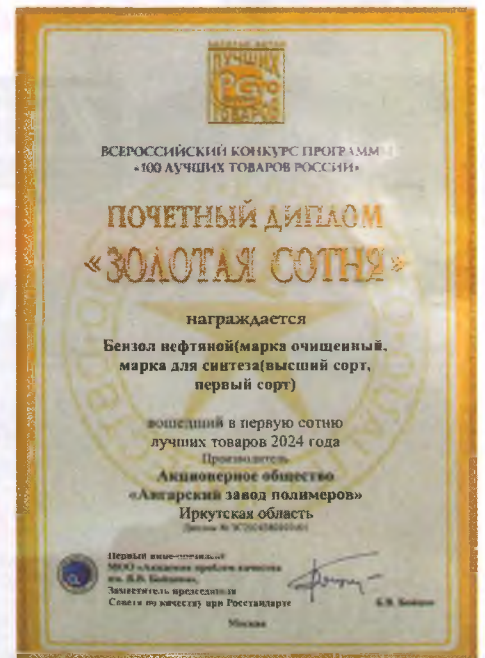 ЛУЧШИХ
ТОВАРОВ
ВСЕРОССИЙСКИЙ КОНКУРС ПРОГРАММЫ
«100 ЛУЧШИХ ТОВАРОВ РОССИИ»
ПОЧЕТНЫЙ ДИПЛОМ
«ЗОЛОТАЯ СОТНЯ»
награждается
Бензол нефтяной(марка очищенный,
марка для синтеза(высший сорт,
первый сорт)
вошедший в первую сотню
лучших товаров 2024 года
Производитель
Акционерное общество
«Ангарский завод полимеров»
Иркутская область
Первый вице-президент
МОО «Академия проблем качества
Заместитель председателя
Совета по качеству при Росстандарте
Москва